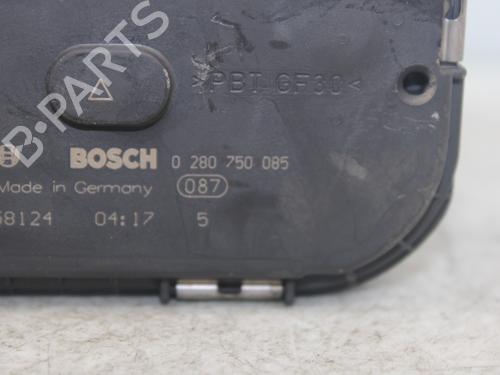 B-PARTS
>PBT GF30<
BOSCH 0 280 750 085
Made in Germany 087
58124 04:17 5